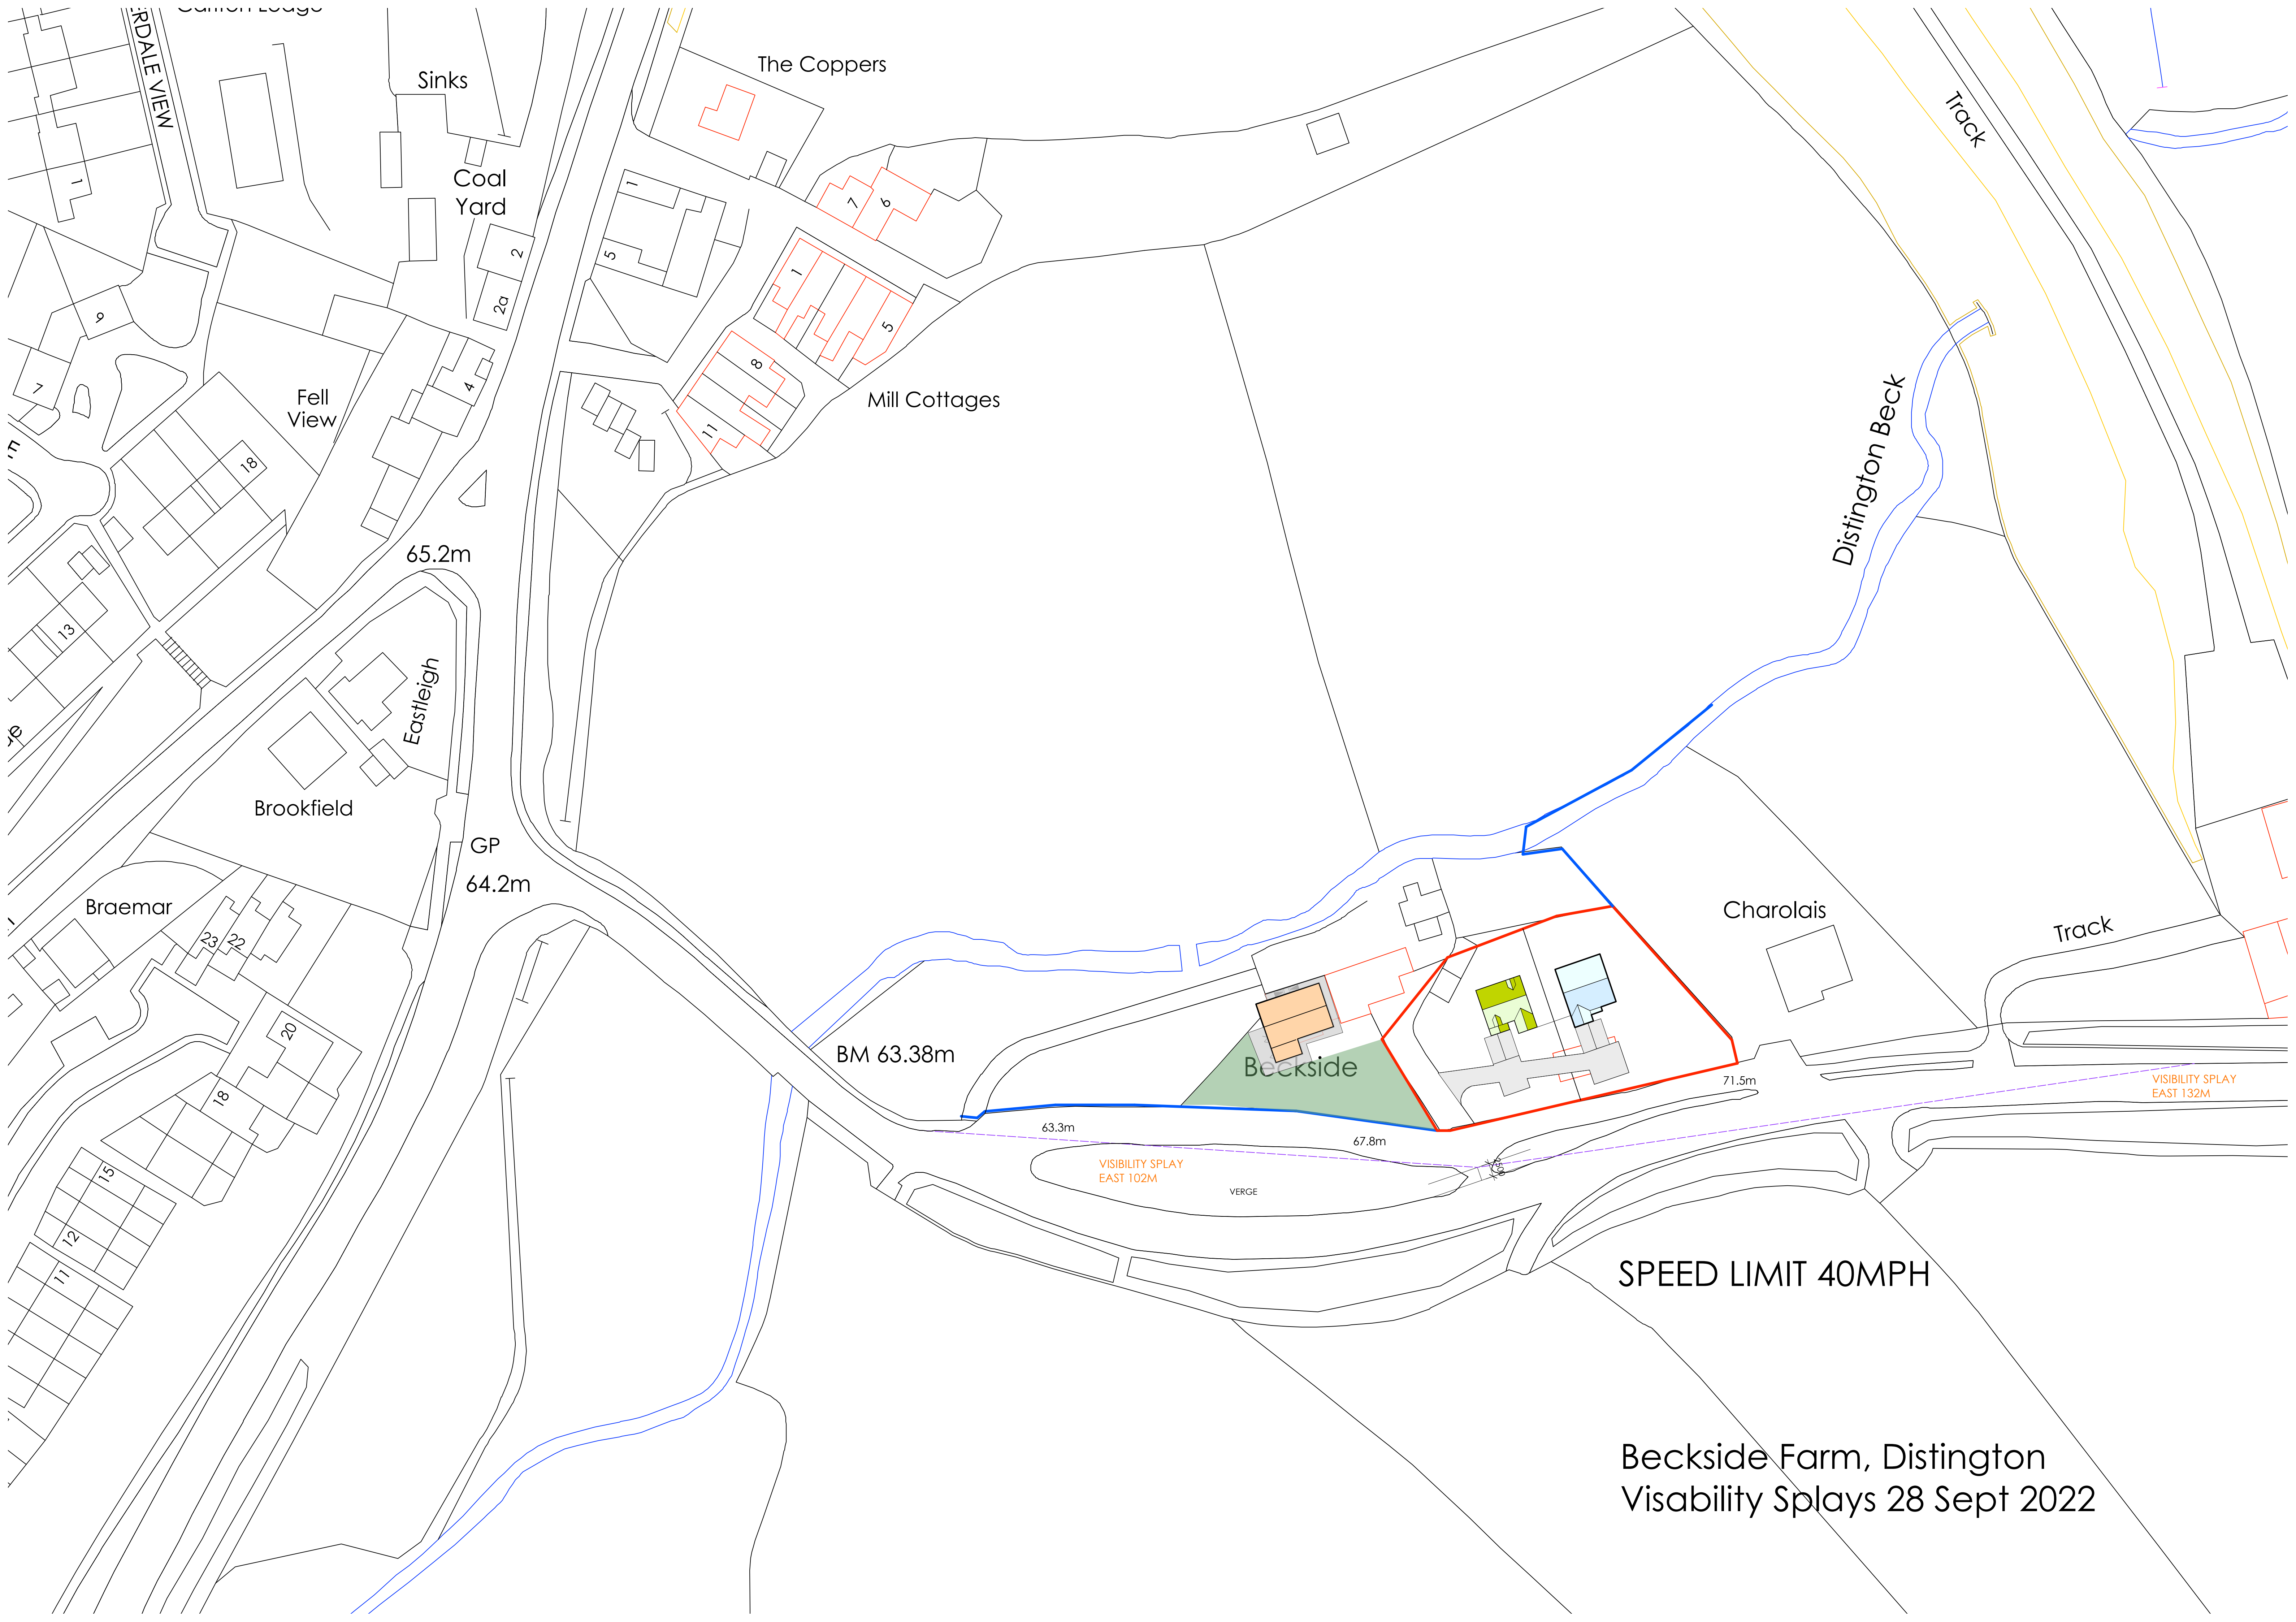 ERDALE VIEW
Sinks
The Coppers
Track
1
Coal
Yard
1
7
6
2
5
1
2a
9
5
7
8
4
Fell
View
Mill Cottages
11
18
Distington Beck
65.2m
13
Eastleigh
Brookfield
GP
64.2m
Braemar
Charolais
23
22
Track
20
BM 63.38m
Beckside
71.5m
VISIBILITY SPLAY
EAST 132M
18
63.3m
67.8m
15
VISIBILITY SPLAY
EAST 102M
VERGE
12
11
SPEED LIMIT 40MPH
Beckside Farm, Distington
Visability Splays 28 Sept 2022